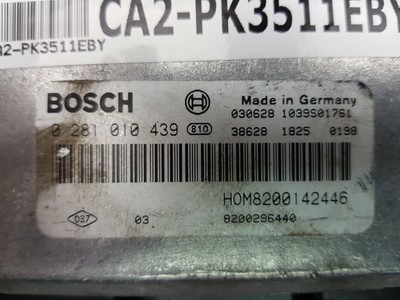 CA2-PK3511EBY
CA2-PK3511EBY
BOSCH
Made in Germany
030628 1039S01761
0 281 010 439 810
38628 1825 0198
HOM8200142446
037 03 8200296440